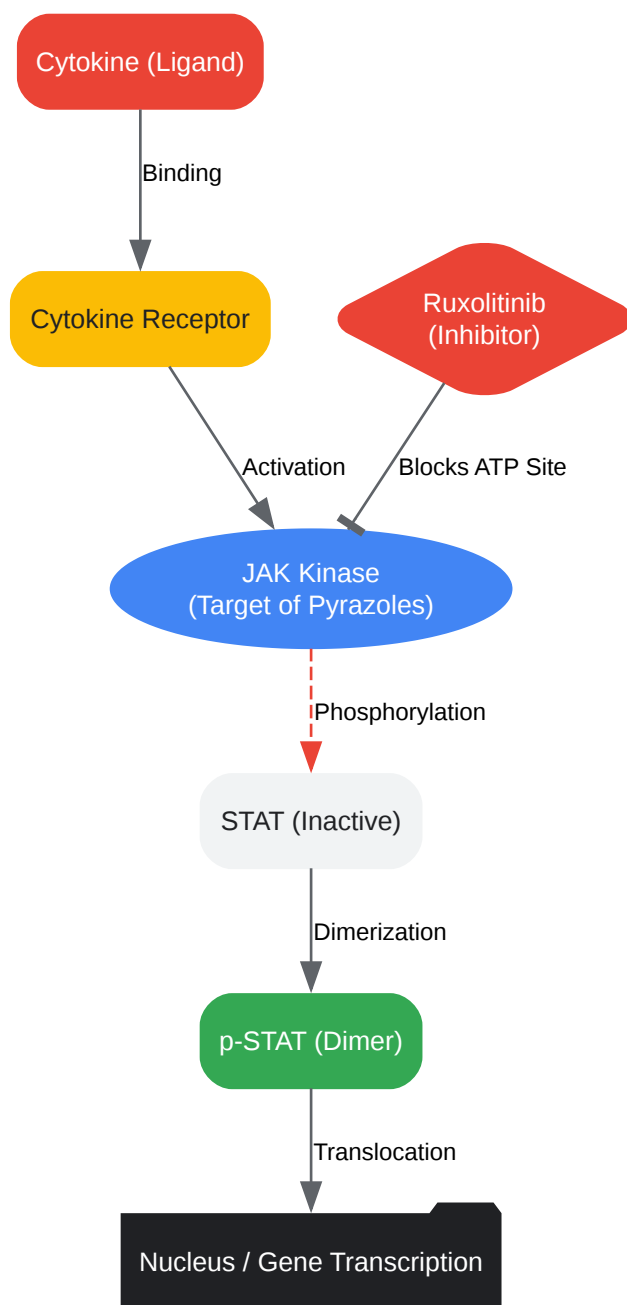 Cytokine (Ligand)
Binding
Cytokine Receptor
Ruxolitinib
(Inhibitor)
Activation
Blocks ATP Site
JAK Kinase
(Target of Pyrazoles)
Phosphorylation
STAT (Inactive)
Dimerization
p-STAT (Dimer)
Translocation
Nucleus / Gene Transcription